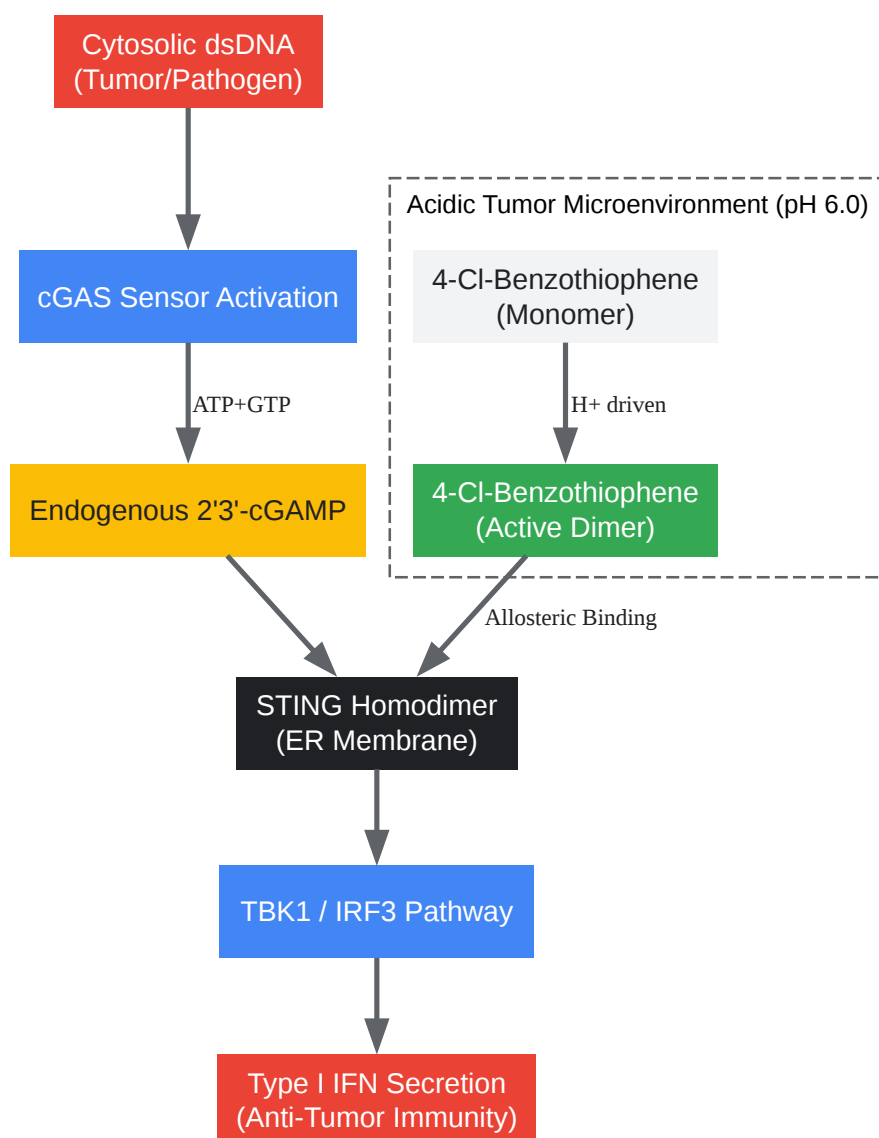 Cytosolic dsDNA
(Tumor/Pathogen)
Acidic Tumor Microenvironment (pH 6.0)
cGAS Sensor Activation
4-Cl-Benzothiophene
(Monomer)
ATP+GTP
H+ driven
Endogenous 2'3'-cGAMP
4-Cl-Benzothiophene
(Active Dimer)
Allosteric Binding
STING Homodimer
(ER Membrane)
TBK1 / IRF3 Pathway
Type I IFN Secretion
(Anti-Tumor Immunity)